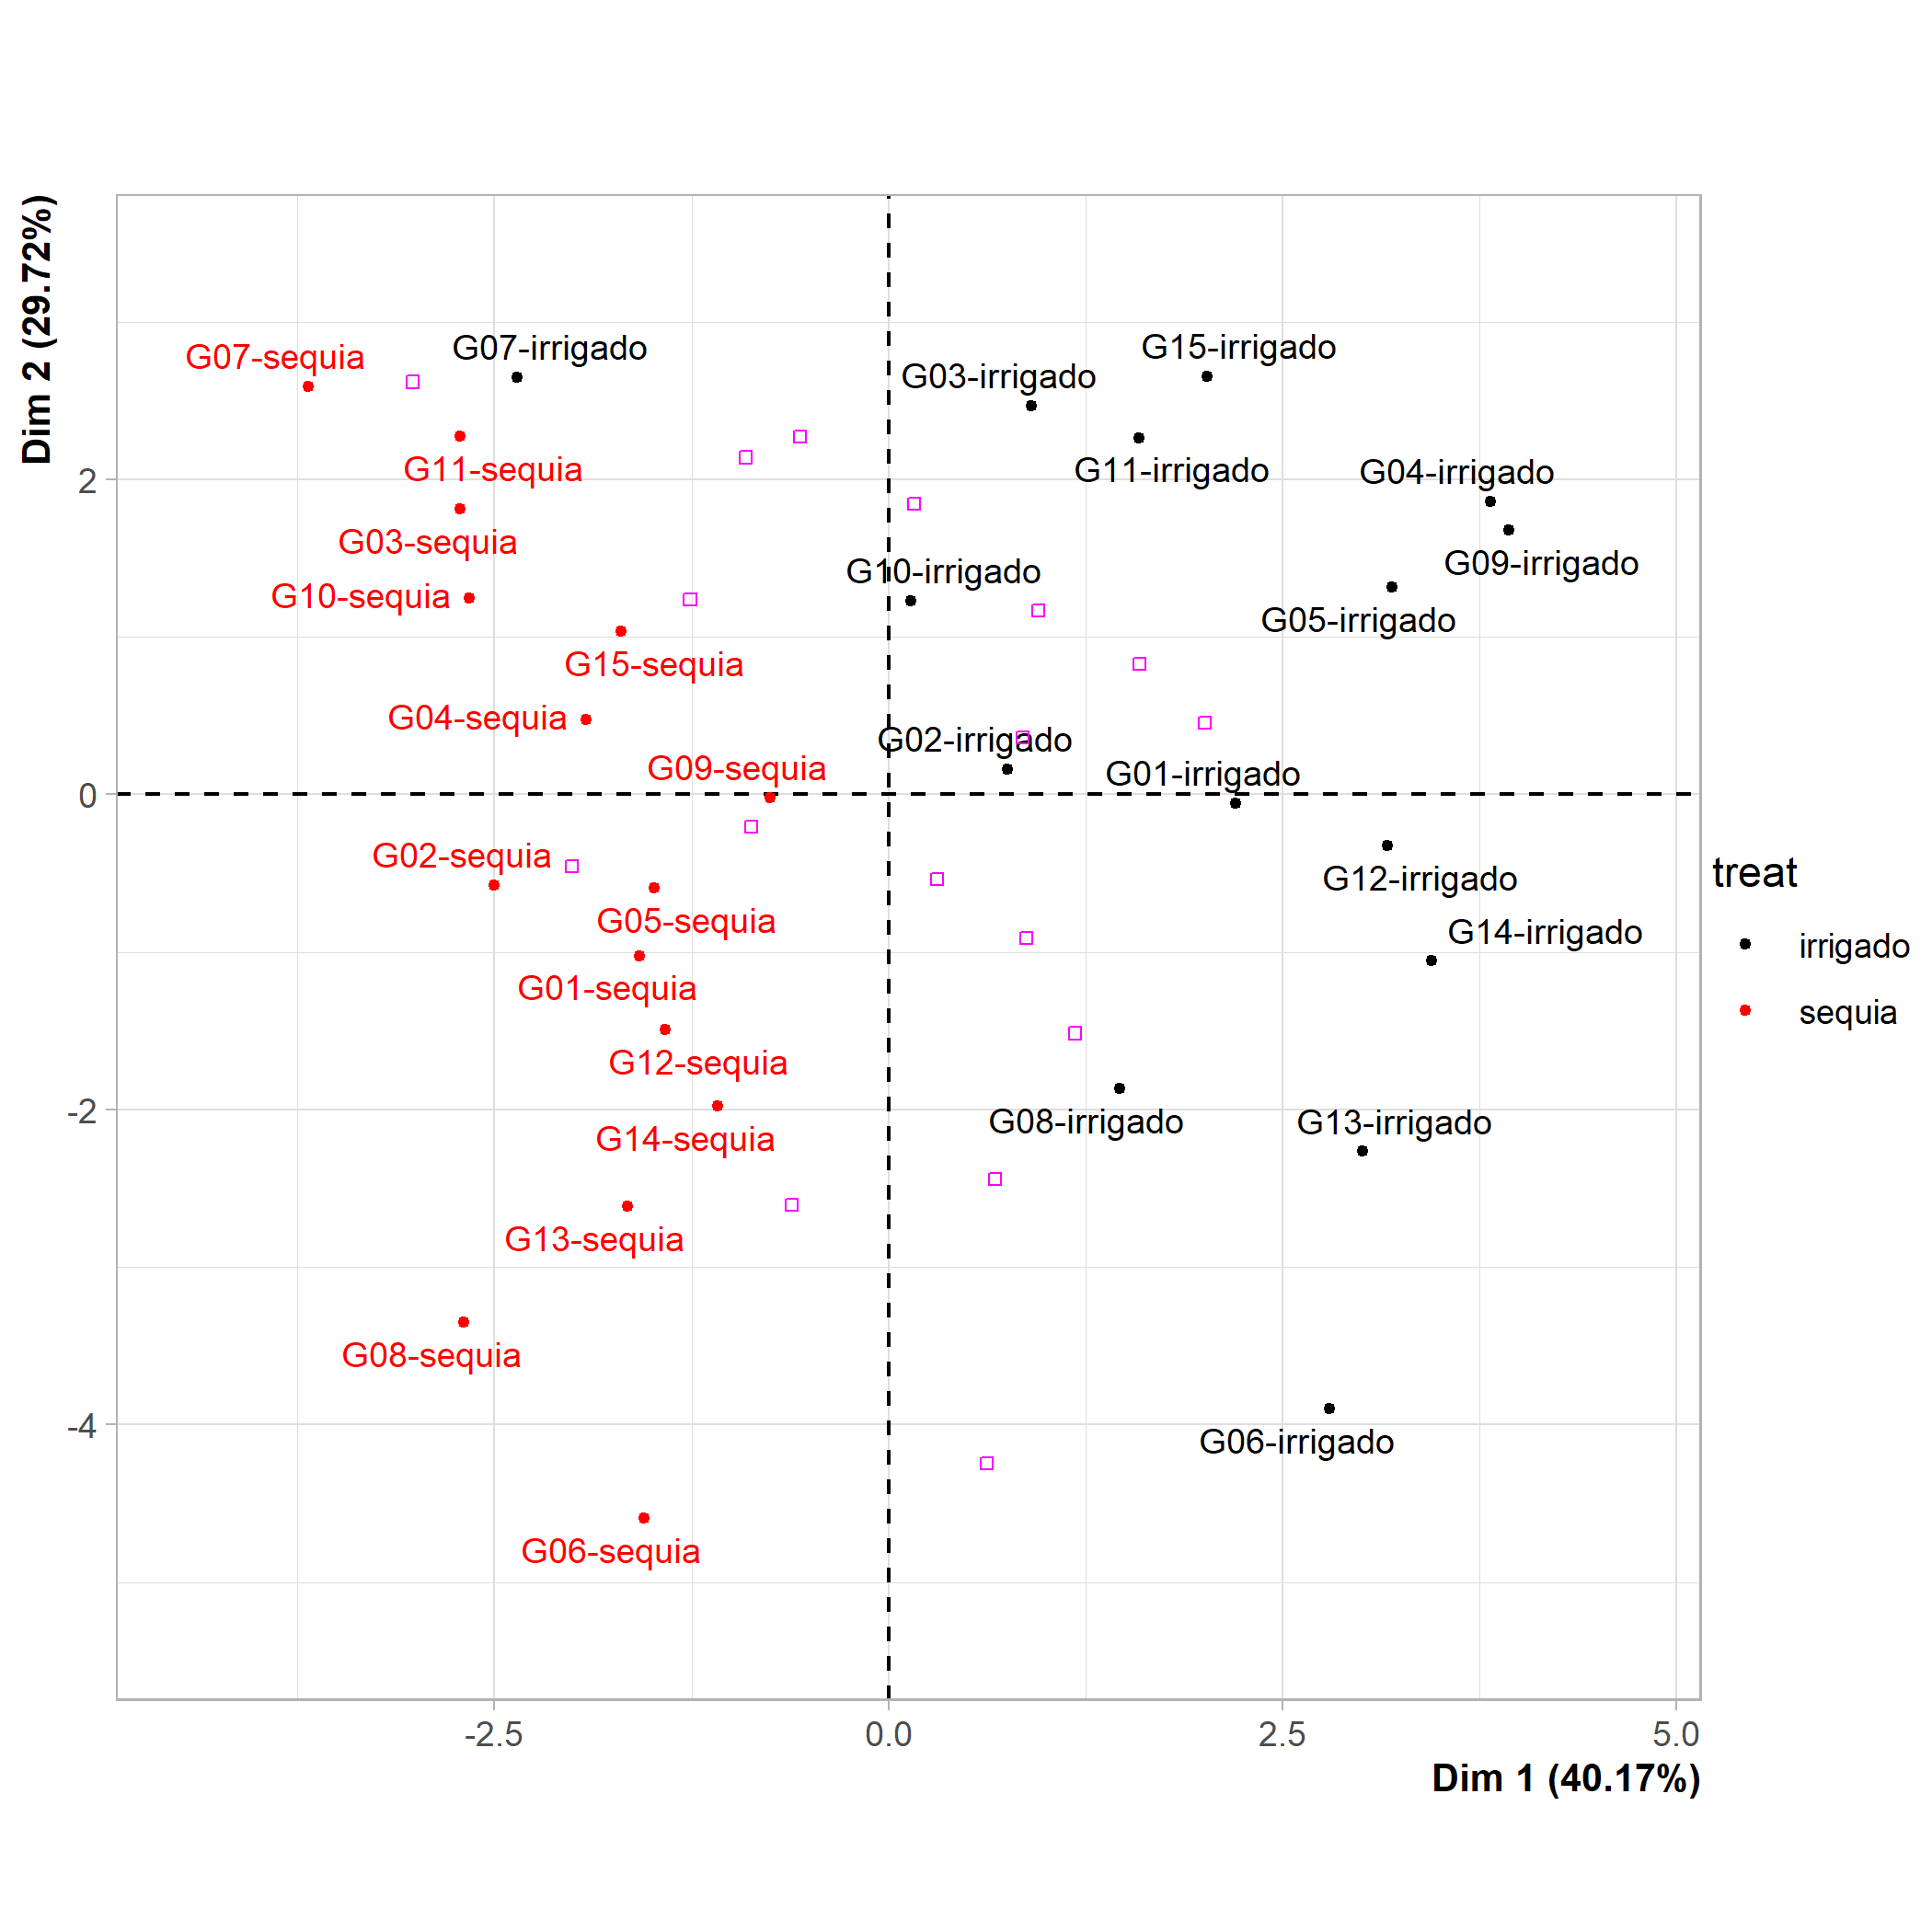 Dim 2 (29.72%)
G07-sequia
G07-irrigado
G15-irrigado
G03-irrigado
G11-sequia
G11-irrigado
G04-irrigado
2
G03-sequia
G09-irrigado
G10-irrigado
G10-sequia
G05-irrigado
G15-sequia
G04-sequia
G02-irrigado
G09-sequia
G01-irrigado
0
G02-sequia
G12-irrigado
treat
G05-sequia
G14-irrigado
irrigado
G01-sequia
sequia
G12-sequia
-2
G08-irrigado
G13-irrigado
G14-sequia
G13-sequia
G08-sequia
-4
G06-irrigado
G06-sequia
-2.5
0.0
2.5
5.0
Dim 1 (40.17%)